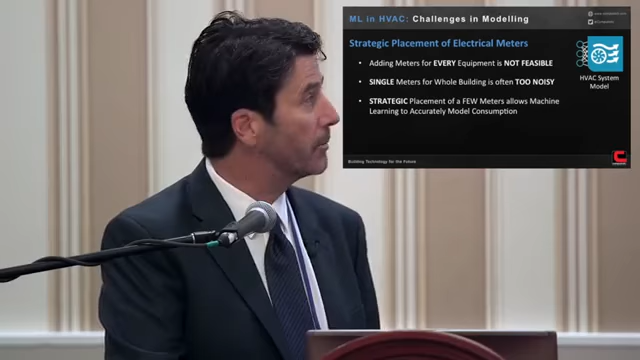 ML in HVAC: Challenges in Modelling
Strategic Placement of Electrical Meters
• Adding Meters for EVERY Equipment is NOT FEASIBLE
• SINGLE Meters for Whole Building is often TOO NOISY
• STRATEGIC Placement of a FEW Meters allows Machine
Learning to Accurately Model Consumption
HVAC System
Model
Building Technology for the Future